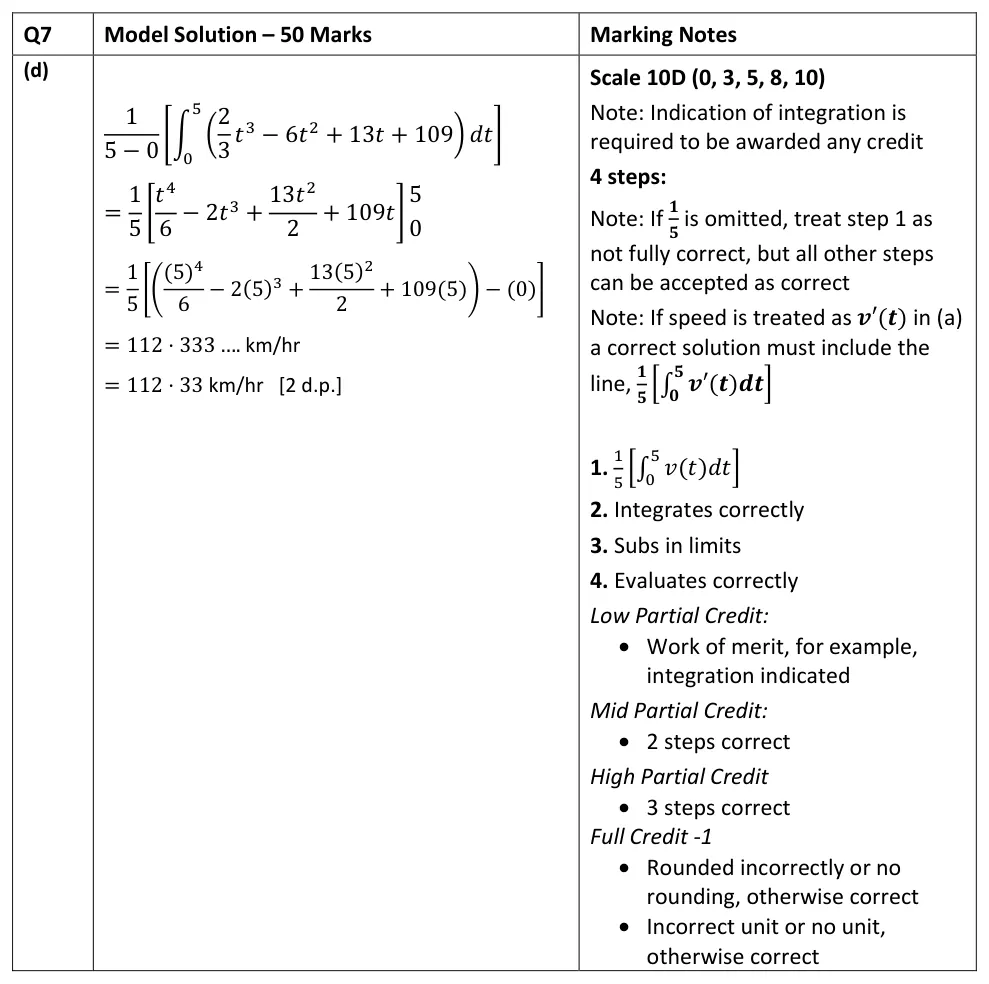 Q7 Model Solution – 50 Marks Marking Notes
(d)
1/(5 − 0) [∫₀⁵ (2/3 t³ − 6t² + 13t + 109) dt]
= 1/5 [t⁴/6 − 2t³ + 13t²/2 + 109t] 5 0
= 1/5 [((5)⁴/6 − 2(5)³ + 13(5)²/2 + 109(5)) − (0)]
= 112 · 333 .... km/hr
= 112 · 33 km/hr [2 d.p.]
Scale 10D (0, 3, 5, 8, 10)
Note: Indication of integration is
required to be awarded any credit
4 steps:
Note: If 1/5 is omitted, treat step 1 as
not fully correct, but all other steps
can be accepted as correct
Note: If speed is treated as v′(t) in (a)
a correct solution must include the
line, 1/5 [∫₀⁵ v′(t)dt]
1. 1/5 [∫₀⁵ v(t)dt]
2. Integrates correctly
3. Subs in limits
4. Evaluates correctly
Low Partial Credit:
• Work of merit, for example,
integration indicated
Mid Partial Credit:
• 2 steps correct
High Partial Credit
• 3 steps correct
Full Credit -1
• Rounded incorrectly or no
rounding, otherwise correct
• Incorrect unit or no unit,
otherwise correct